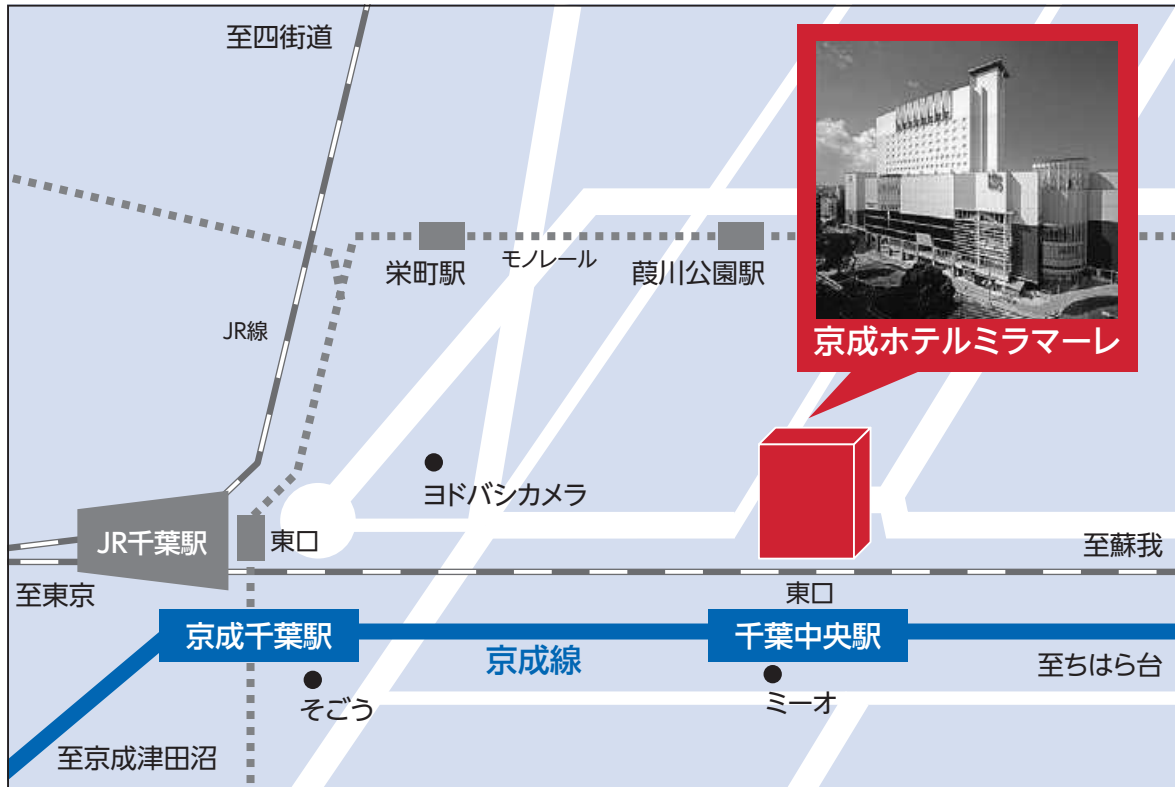 至四街道
栄町駅
モノレール
葭川公園駅
京成ホテルミラマーレ
JR線
ヨドバシカメラ
JR千葉駅
東口
至蘇我
至東京
東口
京成千葉駅
京成線
千葉中央駅
至ちはら台
そごう
ミーオ
至京成津田沼